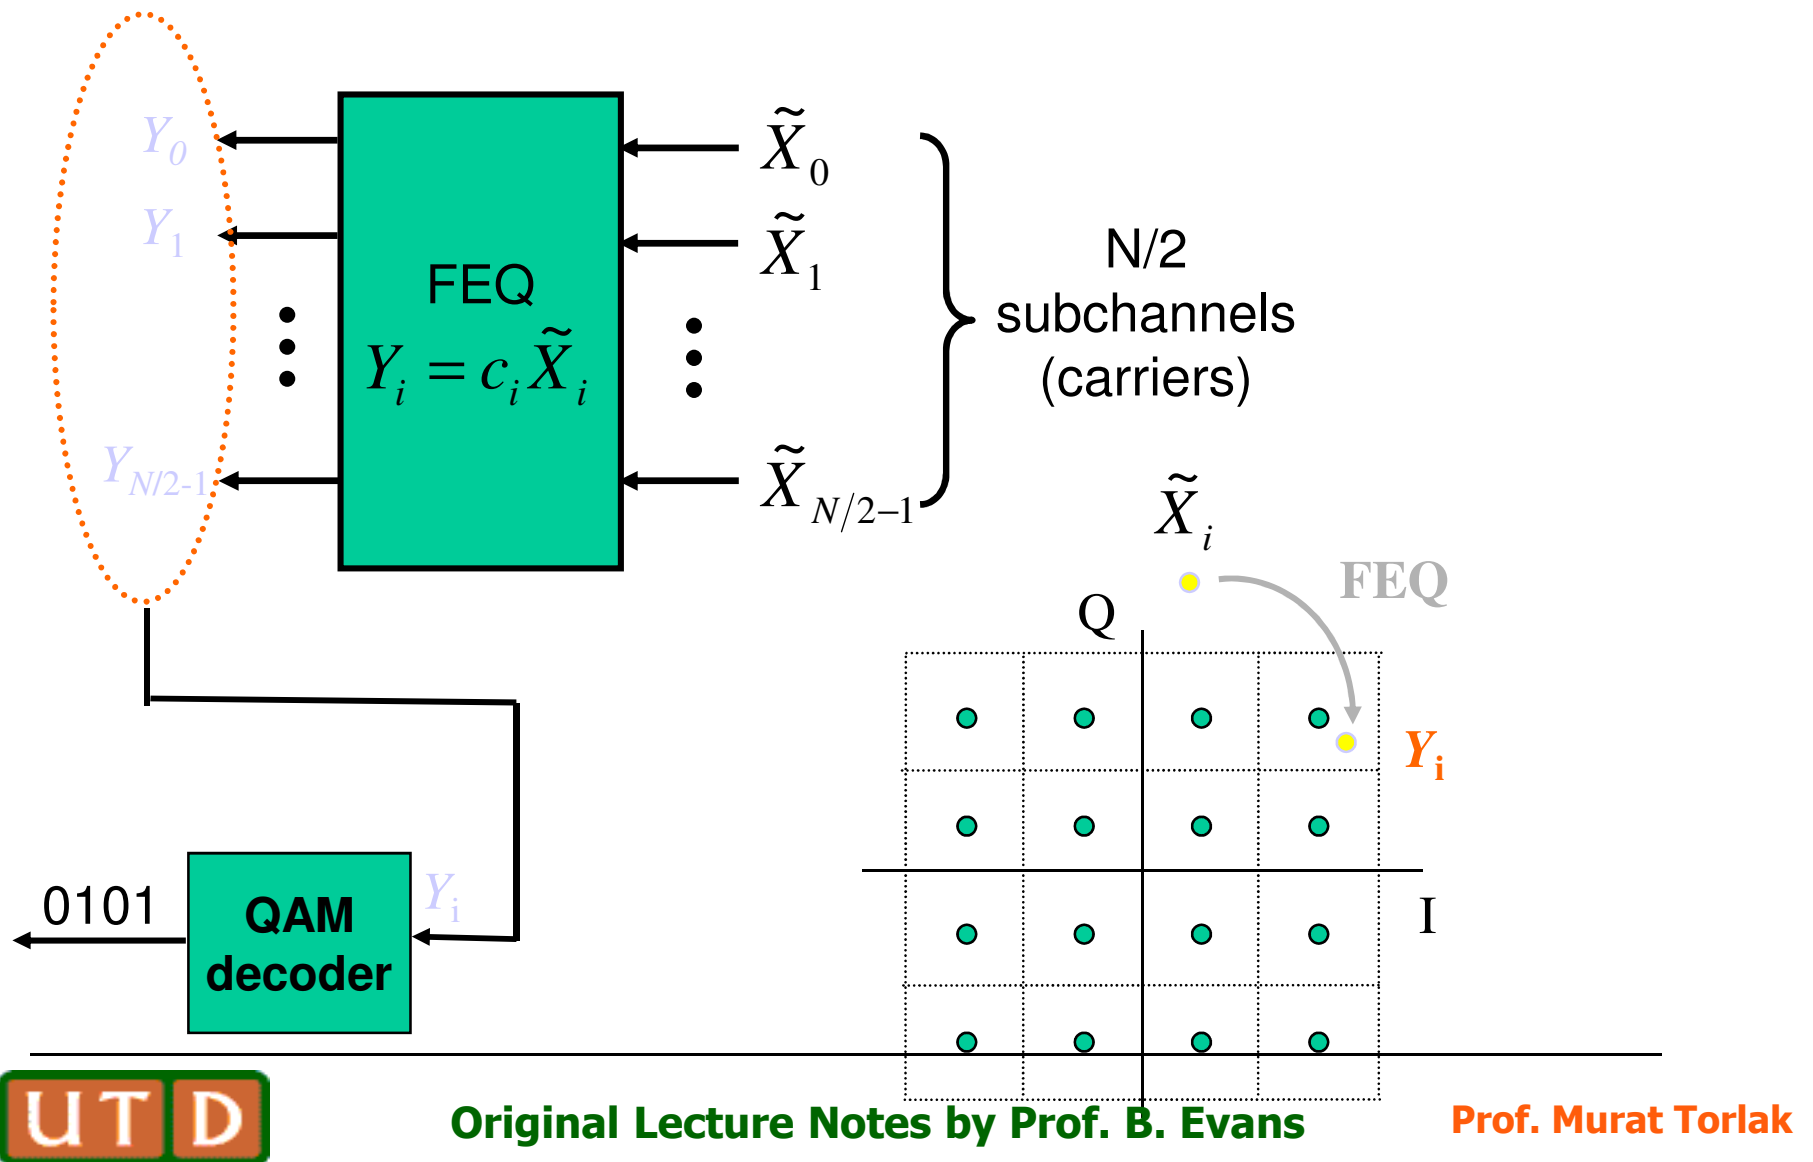 Y₀
X̃₀
Y₁
X̃₁
FEQ
Yᵢ = cᵢX̃ᵢ
N/2
subchannels
(carriers)
Y_{N/2-1}
X̃_{N/2−1}
X̃ᵢ
FEQ
Q
Yᵢ
I
0101
QAM
decoder
Yᵢ
UTD
Original Lecture Notes by Prof. B. Evans
Prof. Murat Torlak